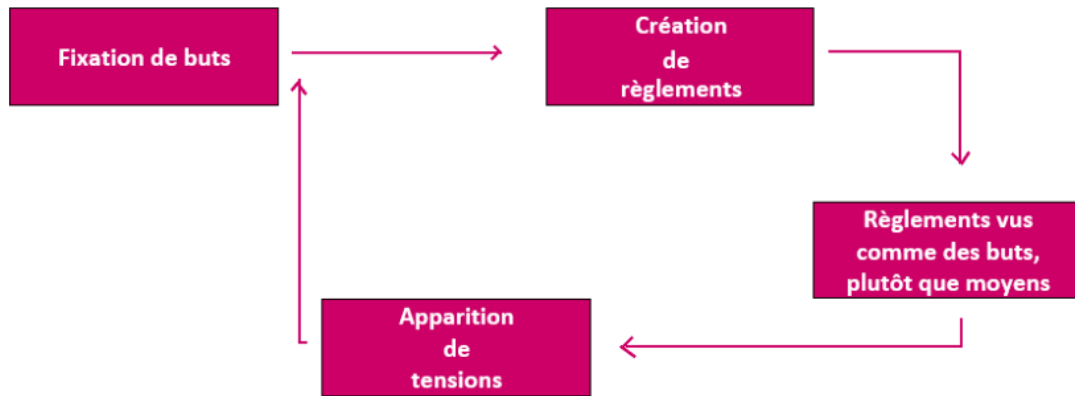 Fixation de buts
Création
de
règlements
Règlements vus
comme des buts,
plutôt que moyens
Apparition
de
tensions